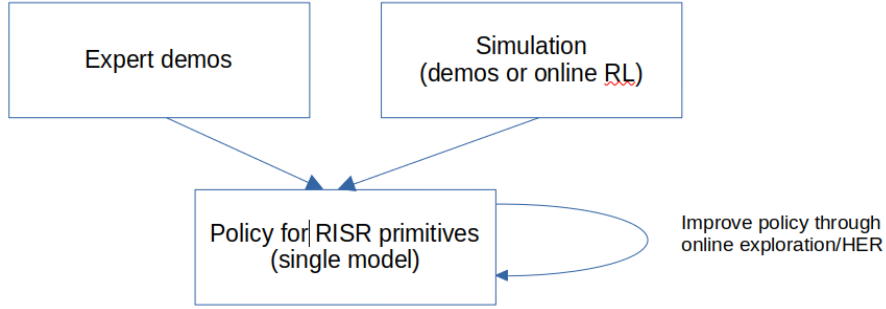 Expert demos
Simulation
(demos or online RL)
Policy for RISR primitives
(single model)
Improve policy through
online exploration/HER